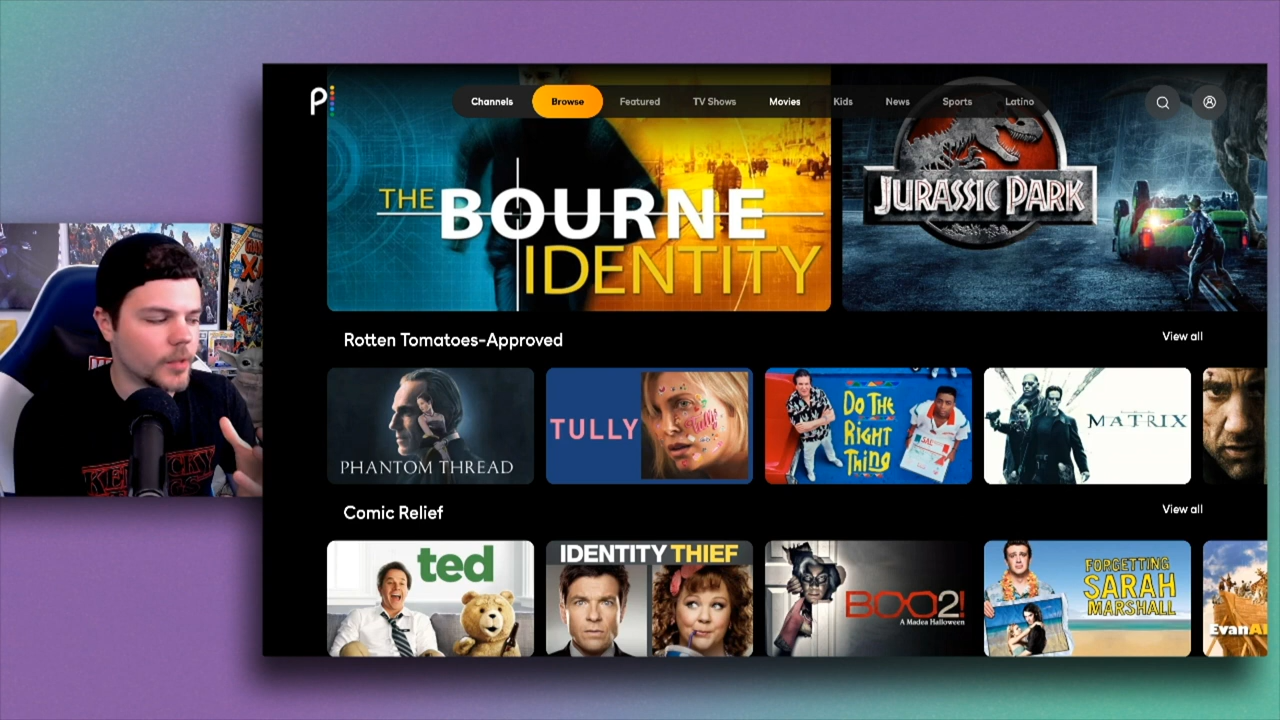 Channels
Browse
Featured
TV Shows
Movies
Kids
News
Sports
Latino
THE
BOURNE
IDENTITY
JURASSIC PARK
Rotten Tomatoes-Approved
View all
PHANTOM THREAD
TULLY
Tully
DO THE
RIGHT
THING
SAL
MATRIX
Comic Relief
View all
ted
IDENTITY THIEF
BOO2!
A Madea Halloween
FORGETTING
SARAH
MARSHALL